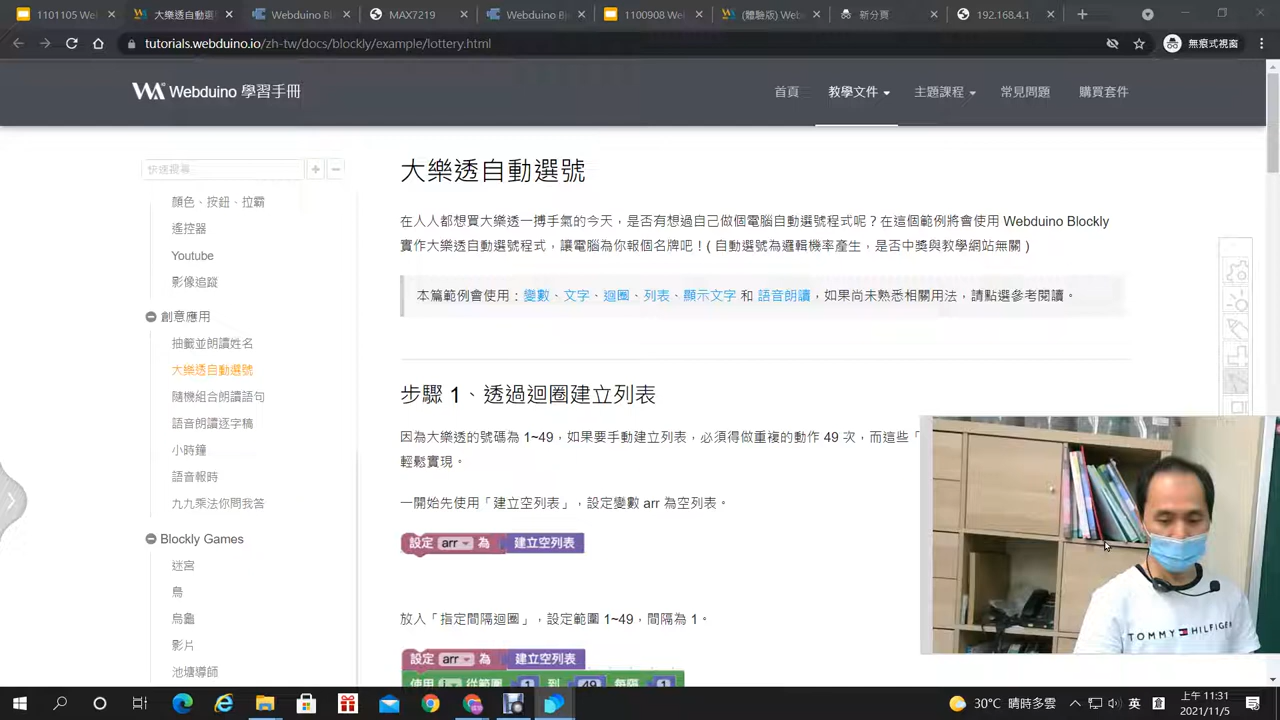 1101105 We
大樂透自動選
Webduino Bl
MAX7219
Webduino B
1100908 We
(體驗版) Web
新分頁
192.168.4.1
tutorials.webduino.io/zh-tw/docs/blockly/example/lottery.html
無痕式視窗
Webduino 學習手冊
首頁
教學文件
主題課程
常見問題
購買套件
快速搜尋
顏色、按鈕、拉霸
遙控器
Youtube
影像追蹤
創意應用
抽籤並朗讀姓名
大樂透自動選號
隨機組合朗讀語句
語音朗讀逐字稿
小時鐘
語音報時
九九乘法你問我答
Blockly Games
迷宮
鳥
烏龜
影片
池塘導師
大樂透自動選號
在人人都想買大樂透一搏手氣的今天，是否有想過自己做個電腦自動選號程式呢？在這個範例將會使用 Webduino Blockly
實作大樂透自動選號程式，讓電腦為你報個名牌吧！( 自動選號為邏輯機率產生，是否中獎與教學網站無關 )
本篇範例會使用：變數、文字、迴圈、列表、顯示文字 和 語音朗讀，如果尚未熟悉相關用法，請點選參考閱讀。
步驟 1、透過迴圈建立列表
因為大樂透的號碼為 1~49，如果要手動建立列表，必須得做重複的動作 49 次，而這些「
輕鬆實現。
一開始先使用「建立空列表」，設定變數 arr 為空列表。
設定 arr 為 建立空列表
放入「指定間隔迴圈」，設定範圍 1~49，間隔為 1。
設定 arr 為 建立空列表
使用 i 從範圍 1 到 49 每隔 1
TOMMY HILFIGER
30°C 晴時多雲
英
上午 11:31
2021/11/5